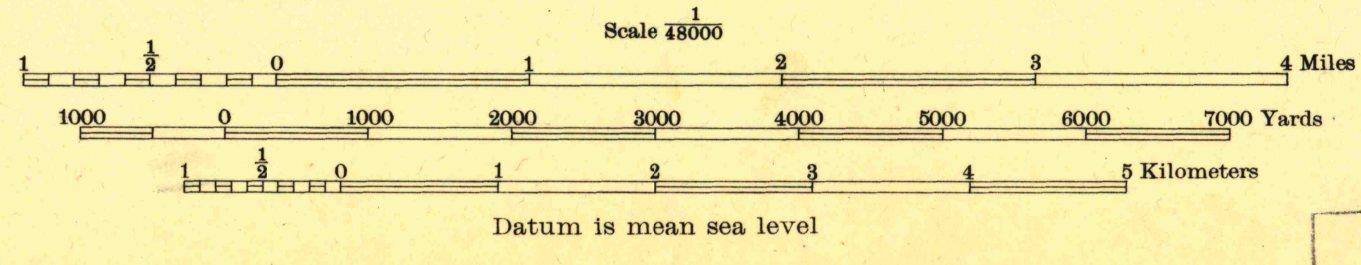 Scale 1/48000
1 1/2 0 1 2 3 4 Miles
1000 0 1000 2000 3000 4000 5000 6000 7000 Yards
1 1/2 0 1 2 3 4 5 Kilometers
Datum is mean sea level